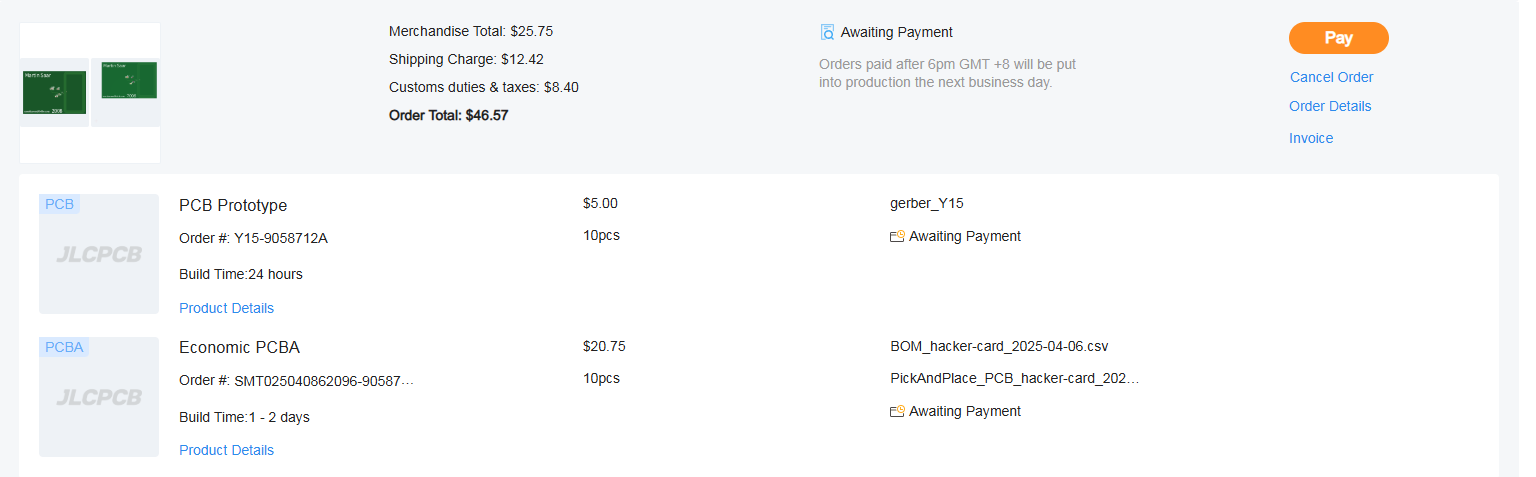 Martin Saar
2008
Martin Saar
2008
Merchandise Total: $25.75
Shipping Charge: $12.42
Customs duties & taxes: $8.40
Order Total: $46.57
Awaiting Payment
Orders paid after 6pm GMT +8 will be put
into production the next business day.
Pay
Cancel Order
Order Details
Invoice
PCB
JLCPCB
PCB Prototype
Order #: Y15-9058712A
Build Time:24 hours
Product Details
$5.00
10pcs
gerber_Y15
Awaiting Payment
PCBA
JLCPCB
Economic PCBA
Order #: SMT025040862096-90587…
Build Time:1 - 2 days
Product Details
$20.75
10pcs
BOM_hacker-card_2025-04-06.csv
PickAndPlace_PCB_hacker-card_202…
Awaiting Payment